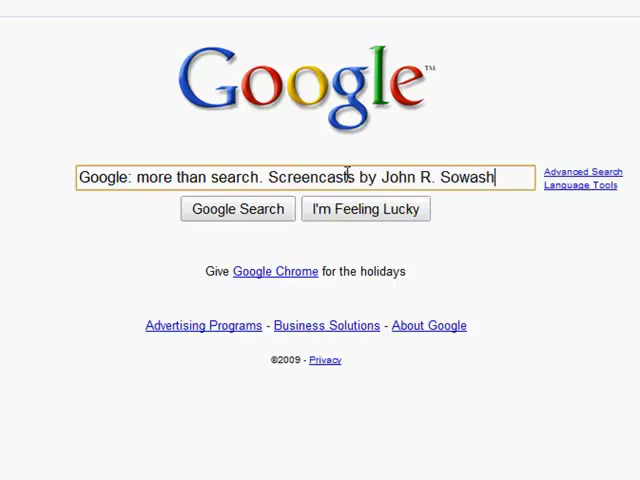 Google™
Google: more than search. Screencasts by John R. Sowash
Advanced Search
Language Tools
Google Search I'm Feeling Lucky
Give Google Chrome for the holidays
Advertising Programs - Business Solutions - About Google
©2009 - Privacy